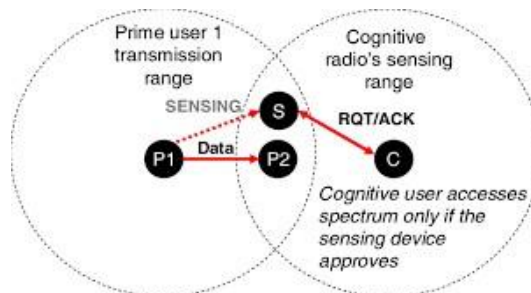 Prime user 1
transmission
range
Cognitive
radio's sensing
range
SENSING
S
RQT/ACK
P1
Data
P2
C
Cognitive user accesses
spectrum only if the
sensing device
approves